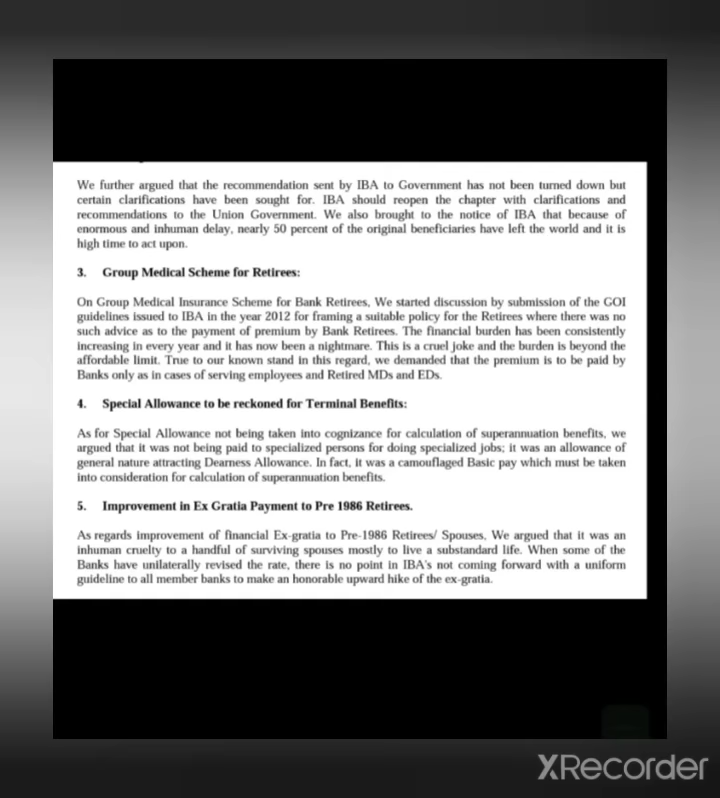 We further argued that the recommendation sent by IBA to Government has not been turned down but
certain clarifications have been sought for. IBA should reopen the chapter with clarifications and
recommendations to the Union Government. We also brought to the notice of IBA that because of
enormous and inhuman delay, nearly 50 percent of the original beneficiaries have left the world and it is
high time to act upon.
3. Group Medical Scheme for Retirees:
On Group Medical Insurance Scheme for Bank Retirees, We started discussion by submission of the GOI
guidelines issued to IBA in the year 2012 for framing a suitable policy for the Retirees where there was no
such advice as to the payment of premium by Bank Retirees. The financial burden has been consistently
increasing in every year and it has now been a nightmare. This is a cruel joke and the burden is beyond the
affordable limit. True to our known stand in this regard, we demanded that the premium is to be paid by
Banks only as in cases of serving employees and Retired MDs and EDs.
4. Special Allowance to be reckoned for Terminal Benefits:
As for Special Allowance not being taken into cognizance for calculation of superannuation benefits, we
argued that it was not being paid to specialized persons for doing specialized jobs; it was an allowance of
general nature attracting Dearness Allowance. In fact, it was a camouflaged Basic pay which must be taken
into consideration for calculation of superannuation benefits.
5. Improvement in Ex Gratia Payment to Pre 1986 Retirees.
As regards improvement of financial Ex-gratia to Pre-1986 Retirees/ Spouses, We argued that it was an
inhuman cruelty to a handful of surviving spouses mostly to live a substandard life. When some of the
Banks have unilaterally revised the rate, there is no point in IBA's not coming forward with a uniform
guideline to all member banks to make an honorable upward hike of the ex-gratia.
XRecorder